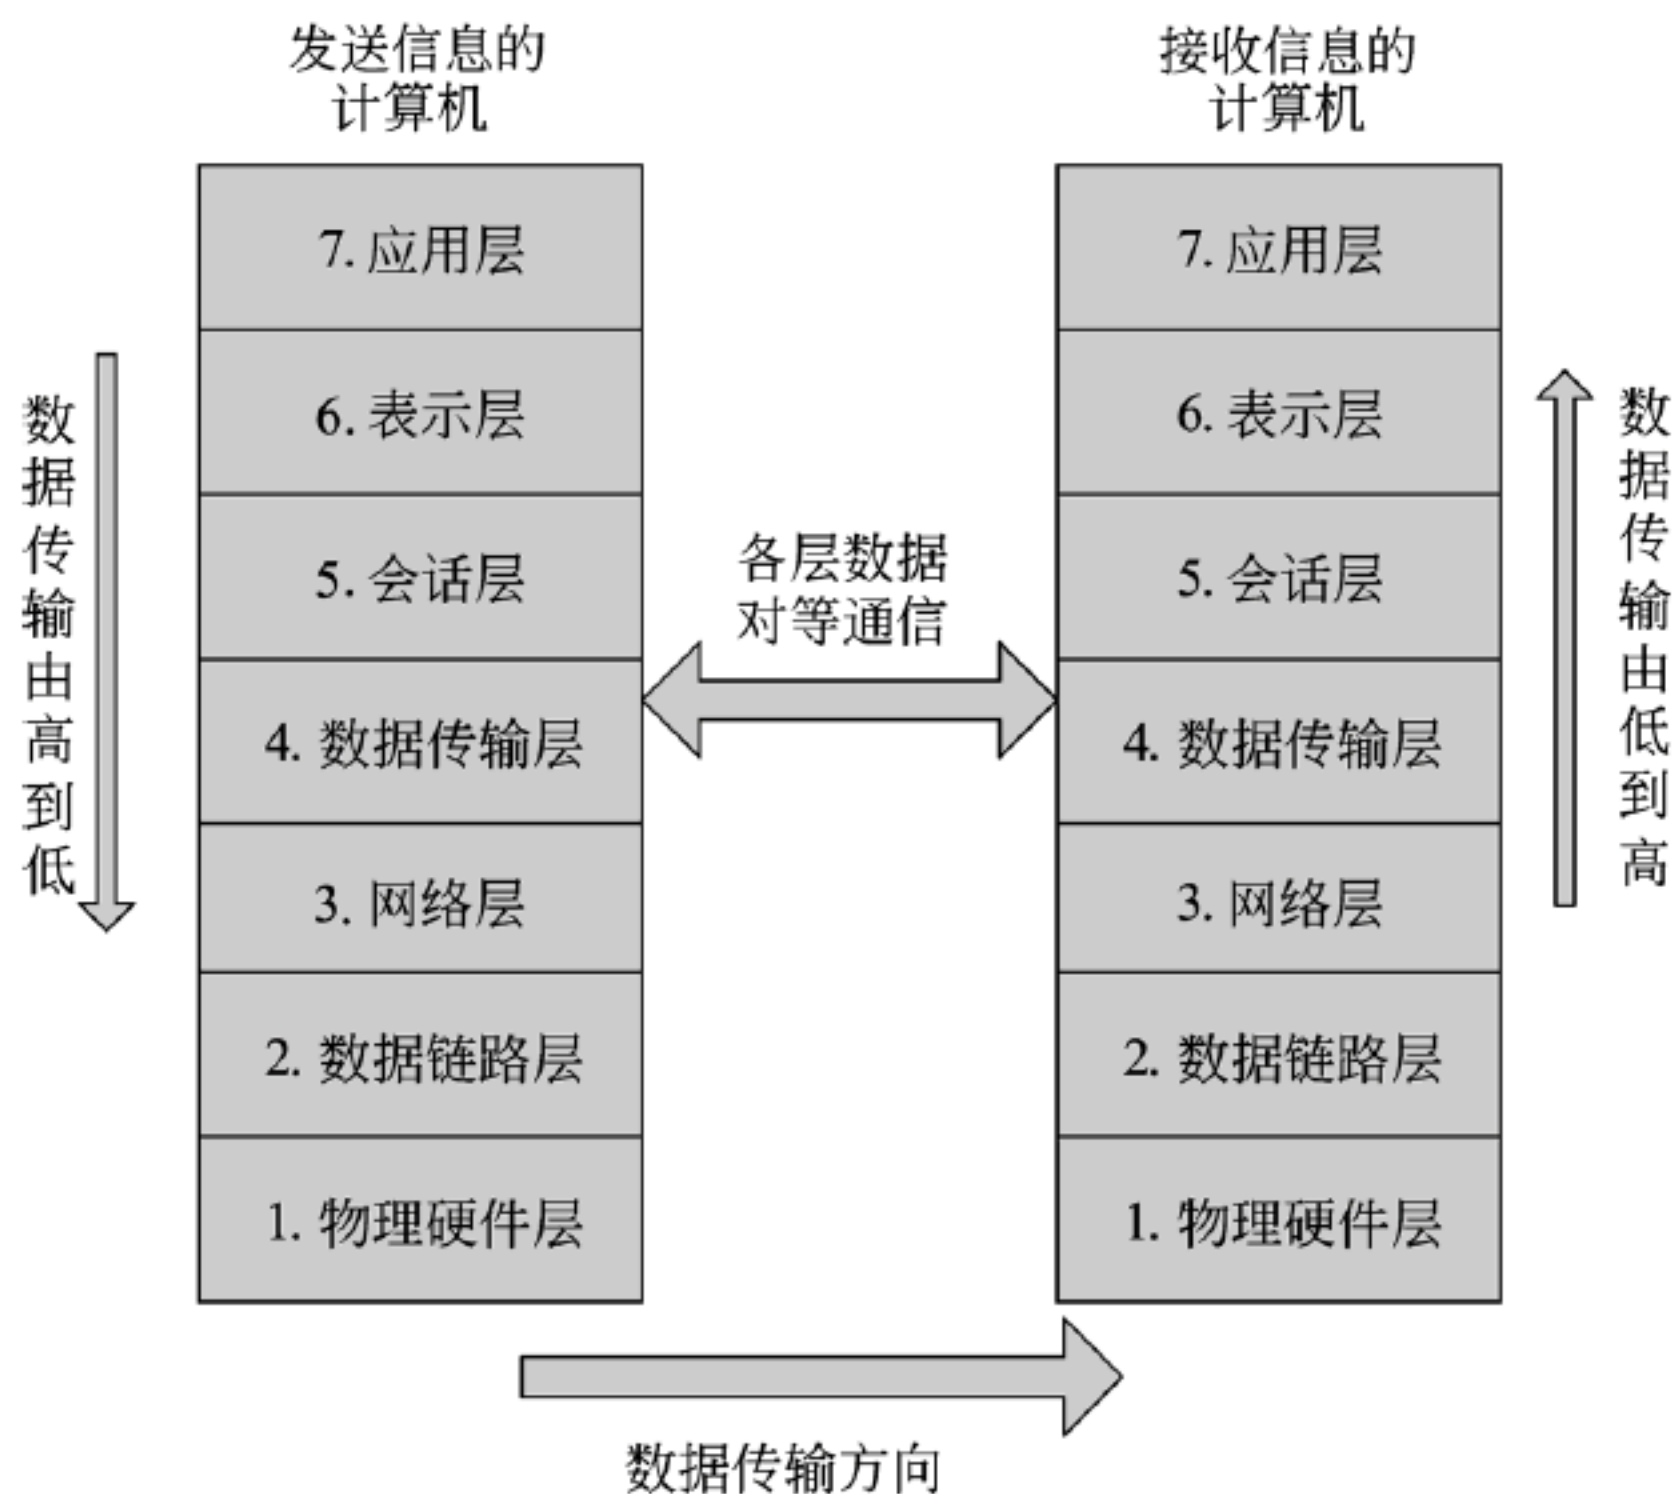 发送信息的
计算机
接收信息的
计算机
7. 应用层
6. 表示层
5. 会话层
4. 数据传输层
3. 网络层
2. 数据链路层
1. 物理硬件层
数据传输由高到低
各层数据
对等通信
7. 应用层
6. 表示层
5. 会话层
4. 数据传输层
3. 网络层
2. 数据链路层
1. 物理硬件层
数据传输由低到高
数据传输方向